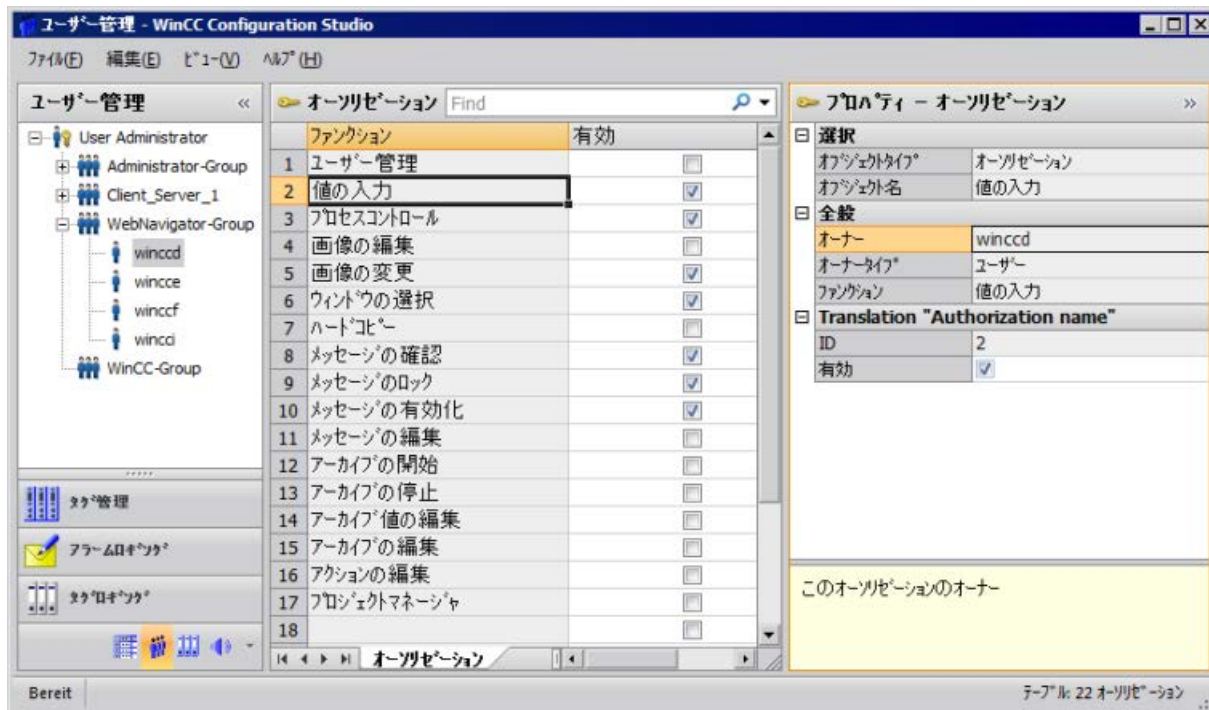 ユーザー管理 - WinCC Configuration Studio
ファイル(F) 編集(E) ビュー(V) ヘルプ(H)
ユーザー管理 «
User Administrator
Administrator-Group
Client_Server_1
WebNavigator-Group
winccd
wincce
winccf
wincci
WinCC-Group
タグ管理
アラームロギング
タグロギング
オーソリゼーション Find
ファンクション 有効
1 ユーザー管理
2 値の入力
3 プロセスコントロール
4 画像の編集
5 画像の変更
6 ウィンドウの選択
7 ハードコピー
8 メッセージの確認
9 メッセージのロック
10 メッセージの有効化
11 メッセージの編集
12 アーカイブの開始
13 アーカイブの停止
14 アーカイブ値の編集
15 アーカイブの編集
16 アクションの編集
17 プロジェクトマネージャ
18
オーソリゼーション
プロパティ - オーソリゼーション »
選択
オブジェクトタイプ オーソリゼーション
オブジェクト名 値の入力
全般
オーナー winccd
オーナータイプ ユーザー
ファンクション 値の入力
Translation "Authorization name"
ID 2
有効
このオーソリゼーションのオーナー
Bereit
テーブル: 22 オーソリゼーション